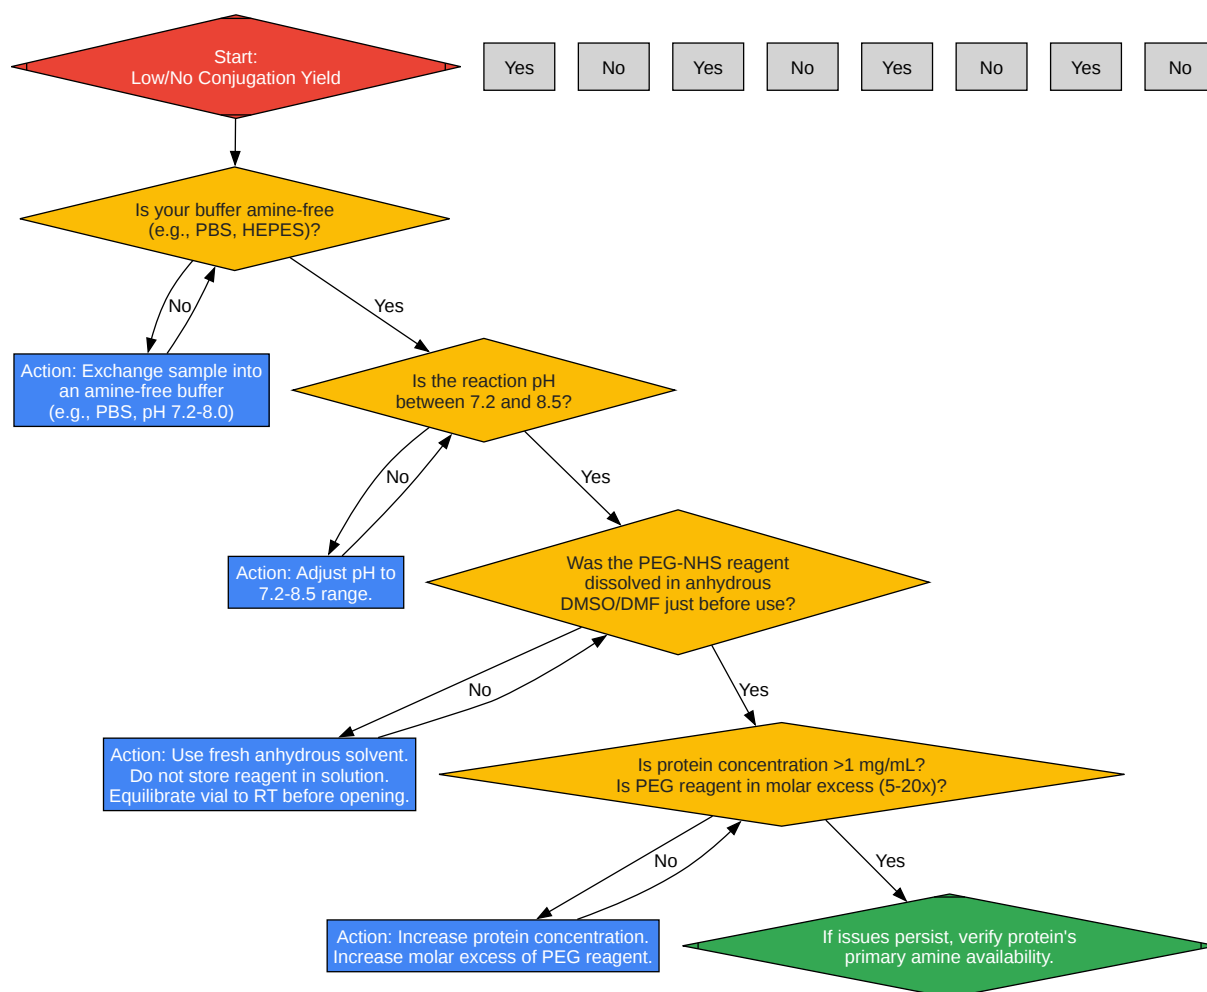 Start:
Low/No Conjugation Yield
Yes
No
Yes
No
Yes
No
Yes
No
Is your buffer amine-free
(e.g., PBS, HEPES)?
No
Yes
Action: Exchange sample into
an amine-free buffer
(e.g., PBS, pH 7.2-8.0)
Is the reaction pH
between 7.2 and 8.5?
No
Yes
Action: Adjust pH to
7.2-8.5 range.
Was the PEG-NHS reagent
dissolved in anhydrous
DMSO/DMF just before use?
No
Yes
Action: Use fresh anhydrous solvent.
Do not store reagent in solution.
Equilibrate vial to RT before opening.
Is protein concentration >1 mg/mL?
Is PEG reagent in molar excess (5-20x)?
No
Yes
Action: Increase protein concentration.
Increase molar excess of PEG reagent.
If issues persist, verify protein's
primary amine availability.